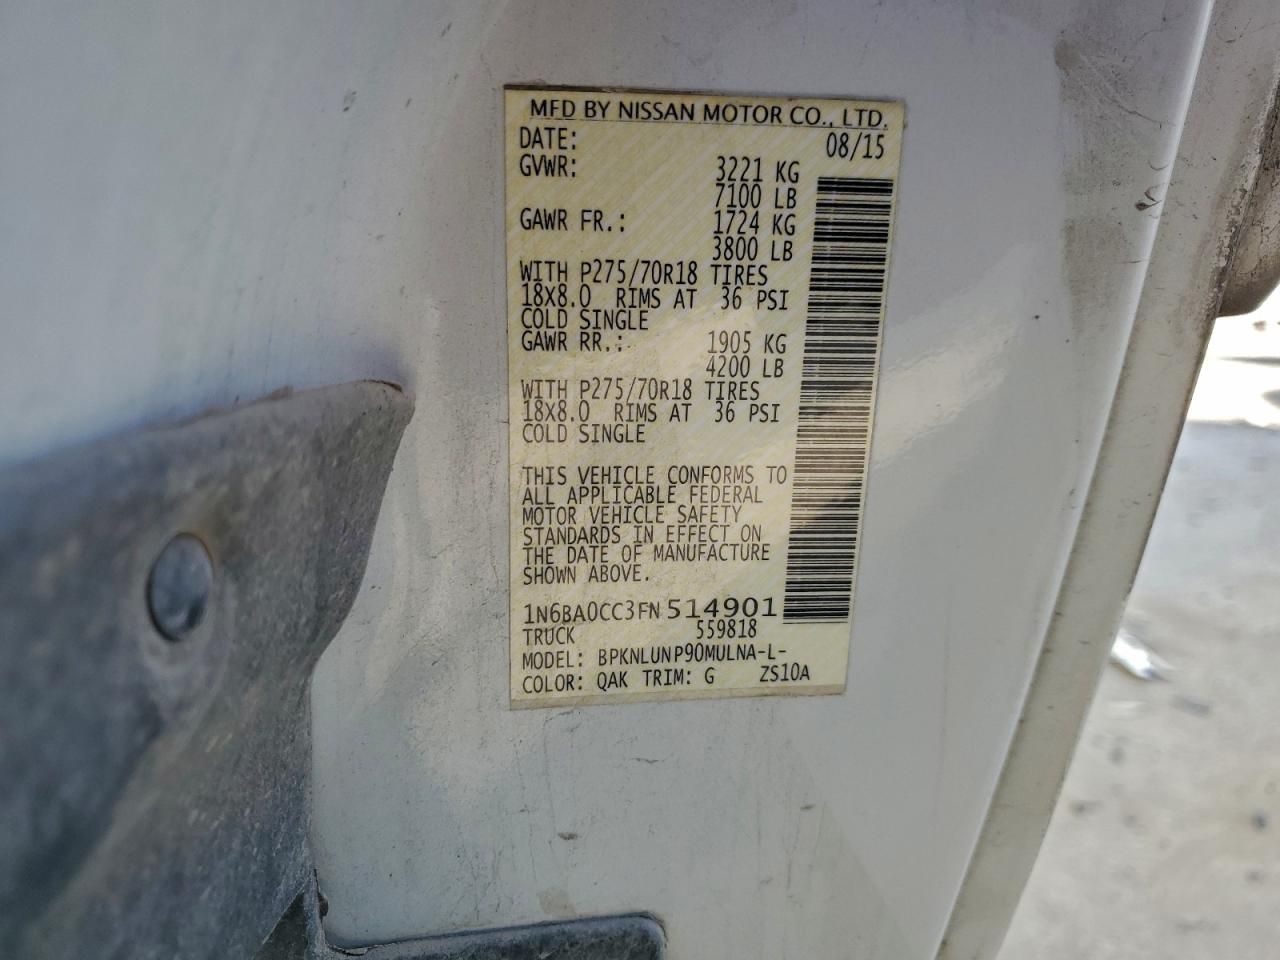 MFD BY NISSAN MOTOR CO., LTD.
DATE: 08/15
GVWR: 3221 KG
7100 LB
GAWR FR.: 1724 KG
3800 LB
WITH P275/70R18 TIRES
18X8.0 RIMS AT 36 PSI
COLD SINGLE
GAWR RR.: 1905 KG
4200 LB
WITH P275/70R18 TIRES
18X8.0 RIMS AT 36 PSI
COLD SINGLE
THIS VEHICLE CONFORMS TO
ALL APPLICABLE FEDERAL
MOTOR VEHICLE SAFETY
STANDARDS IN EFFECT ON
THE DATE OF MANUFACTURE
SHOWN ABOVE.
1N6BA0CC3FN514901
TRUCK 559818
MODEL: BPKNLUNP90MULNA-L-
COLOR: QAK TRIM: G ZS10A